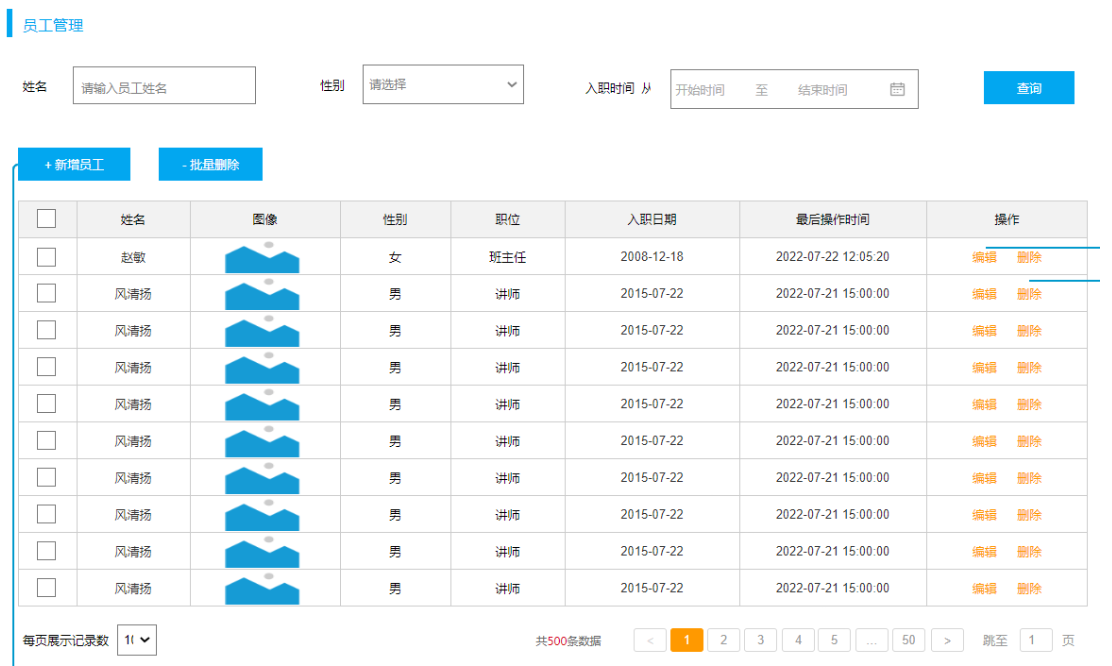 员工管理
姓名 请输入员工姓名 性别 请选择 入职时间 从 开始时间 至 结束时间 查询
+ 新增员工 - 批量删除
姓名 图像 性别 职位 入职日期 最后操作时间 操作
赵敏 女 班主任 2008-12-18 2022-07-22 12:05:20 编辑 删除
风清扬 男 讲师 2015-07-22 2022-07-21 15:00:00 编辑 删除
风清扬 男 讲师 2015-07-22 2022-07-21 15:00:00 编辑 删除
风清扬 男 讲师 2015-07-22 2022-07-21 15:00:00 编辑 删除
风清扬 男 讲师 2015-07-22 2022-07-21 15:00:00 编辑 删除
风清扬 男 讲师 2015-07-22 2022-07-21 15:00:00 编辑 删除
风清扬 男 讲师 2015-07-22 2022-07-21 15:00:00 编辑 删除
风清扬 男 讲师 2015-07-22 2022-07-21 15:00:00 编辑 删除
风清扬 男 讲师 2015-07-22 2022-07-21 15:00:00 编辑 删除
风清扬 男 讲师 2015-07-22 2022-07-21 15:00:00 编辑 删除
每页展示记录数 共500条数据 < 1 2 3 4 5 ... 50 > 跳至 1 页